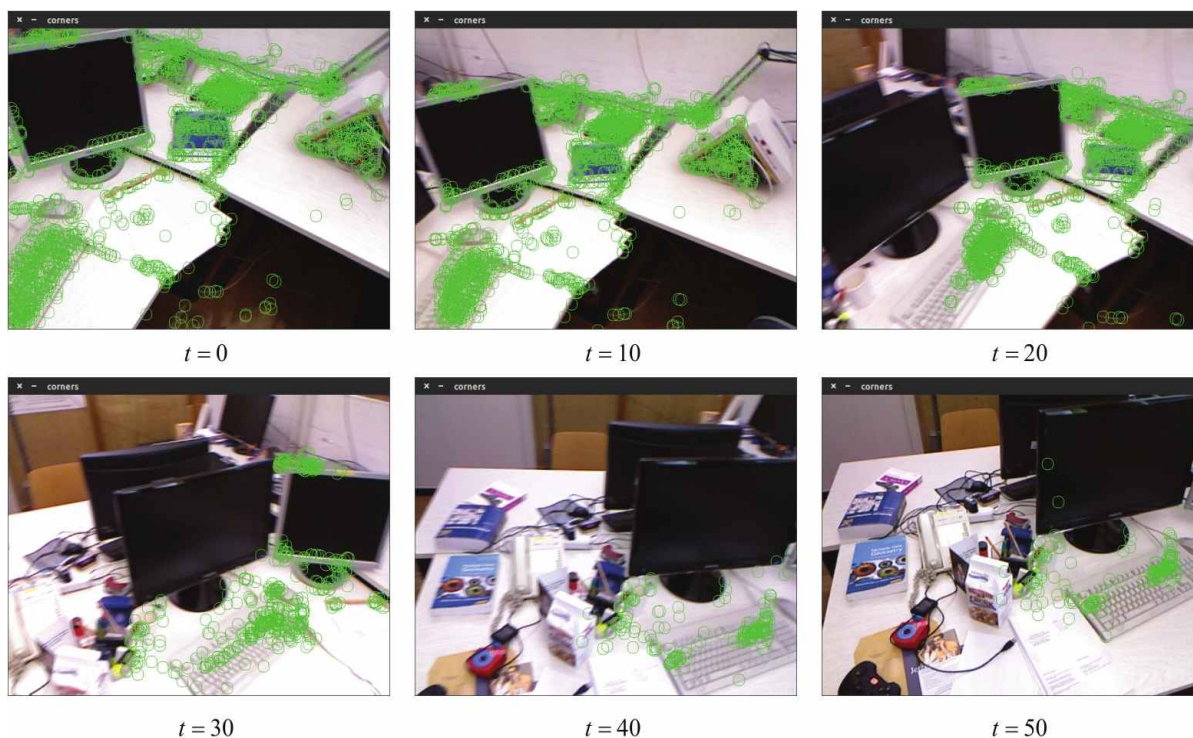 × − corners
× − corners
× − corners
t = 0
t = 10
t = 20
× − corners
× − corners
× − corners
t = 30
t = 40
t = 50